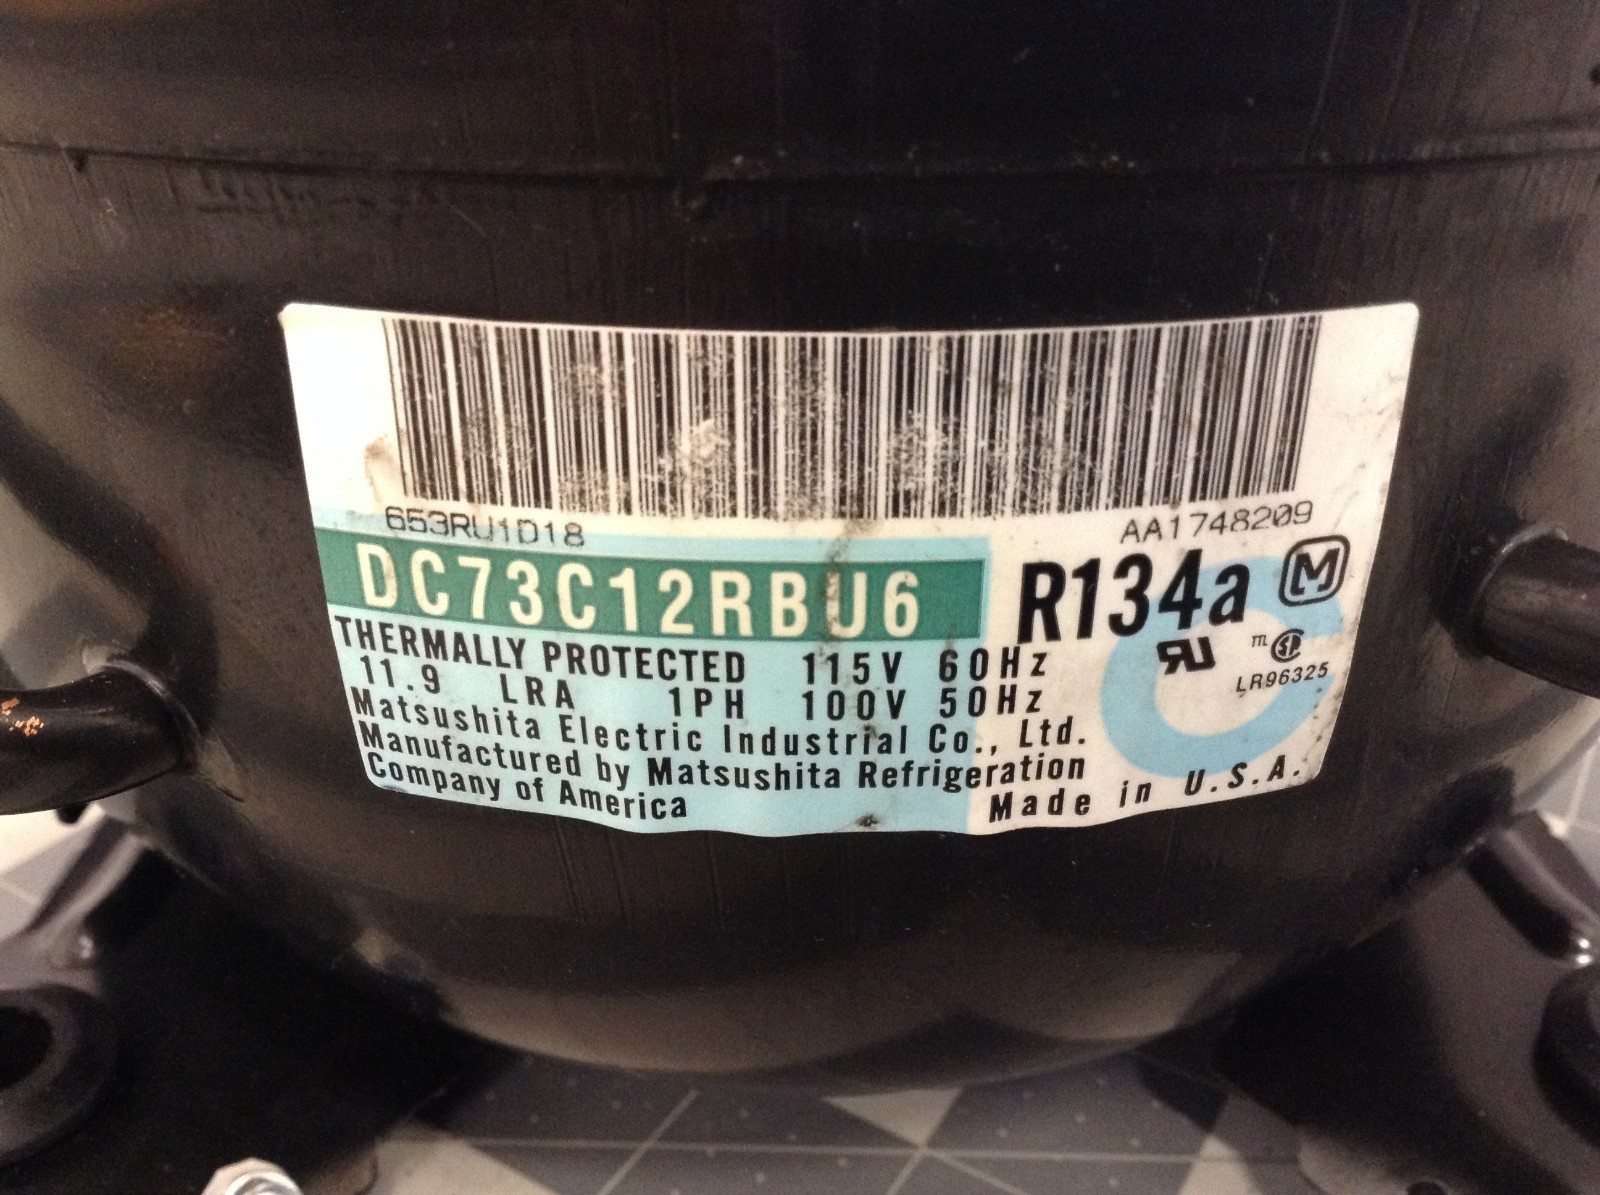 653RU1D18 AA1748209
DC73C12RBU6 R134a M
THERMALLY PROTECTED 115V 60Hz
11.9 LRA 1PH 100V 50Hz
LR96325
Matsushita Electric Industrial Co., Ltd.
Manufactured by Matsushita Refrigeration
Company of America
Made in U.S.A.